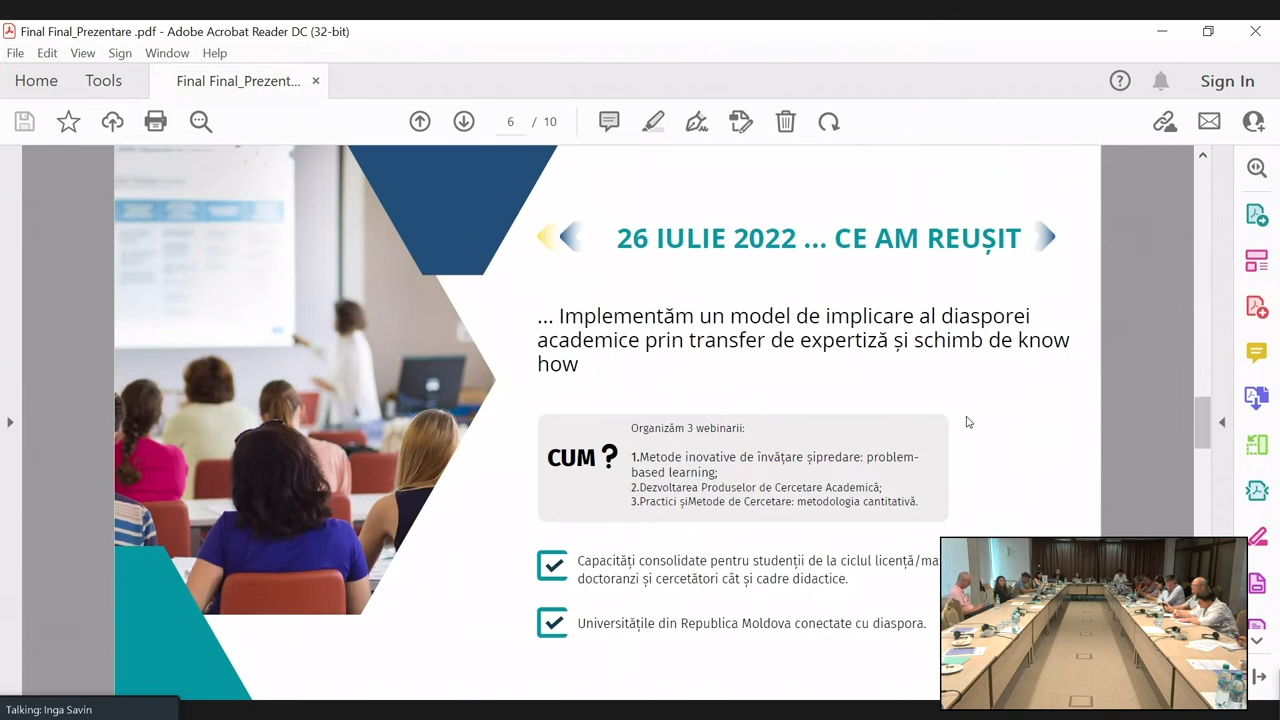 Final Final_Prezentare .pdf - Adobe Acrobat Reader DC (32-bit)
File Edit View Sign Window Help
Home Tools Final Final_Prezent... × Sign In
6 / 10
26 IULIE 2022 ... CE AM REUȘIT
... Implementăm un model de implicare al diasporei
academice prin transfer de expertiză și schimb de know
how
Organizăm 3 webinarii:
CUM ?
1.Metode inovative de învățare șipredare: problem-
based learning;
2.Dezvoltarea Produselor de Cercetare Academică;
3.Practici șiMetode de Cercetare: metodologia cantitativă.
Capacități consolidate pentru studenții de la ciclul licență/ma
doctoranzi și cercetători cât și cadre didactice.
Universitățile din Republica Moldova conectate cu diaspora.
Talking: Inga Savin